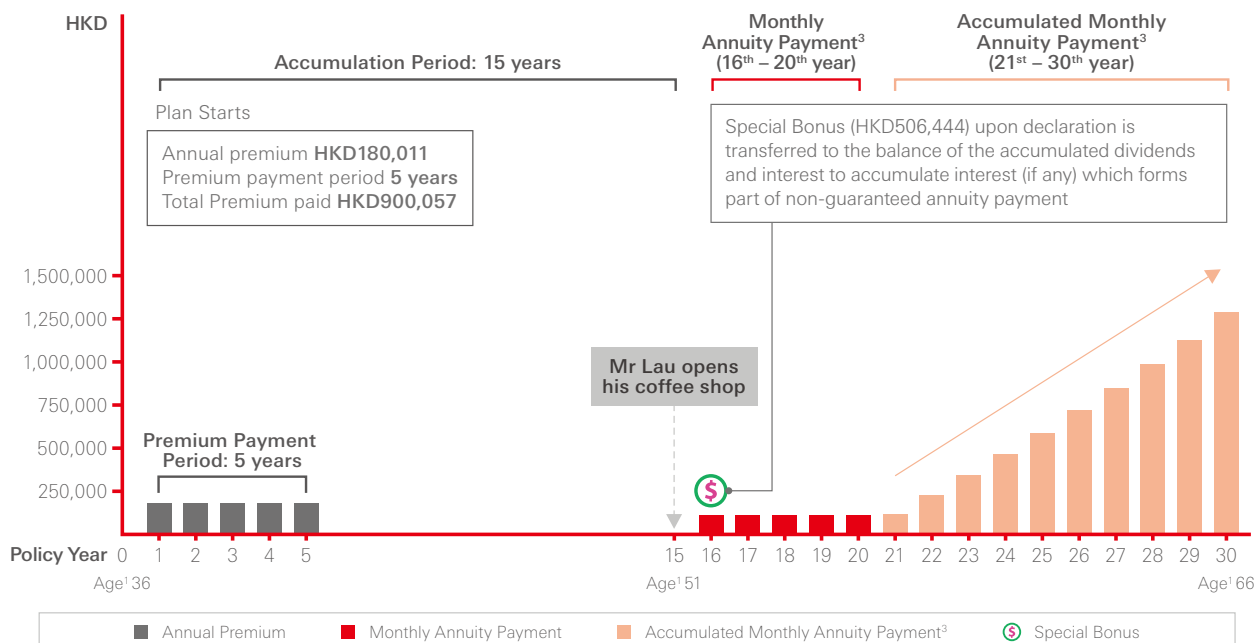 HKD
Accumulation Period: 15 years
Monthly
Annuity Payment³
(16th – 20th year)
Accumulated Monthly
Annuity Payment³
(21st – 30th year)
Plan Starts
Annual premium HKD180,011
Premium payment period 5 years
Total Premium paid HKD900,057
Special Bonus (HKD506,444) upon declaration is
transferred to the balance of the accumulated dividends
and interest to accumulate interest (if any) which forms
part of non-guaranteed annuity payment
1,500,000
1,250,000
1,000,000
750,000
500,000
250,000
Mr Lau opens
his coffee shop
Premium Payment
Period: 5 years
$
Policy Year 0 1 2 3 4 5 15 16 17 18 19 20 21 22 23 24 25 26 27 28 29 30
Age¹ 36 Age¹ 51 Age¹ 66
Annual Premium Monthly Annuity Payment Accumulated Monthly Annuity Payment³ $ Special Bonus